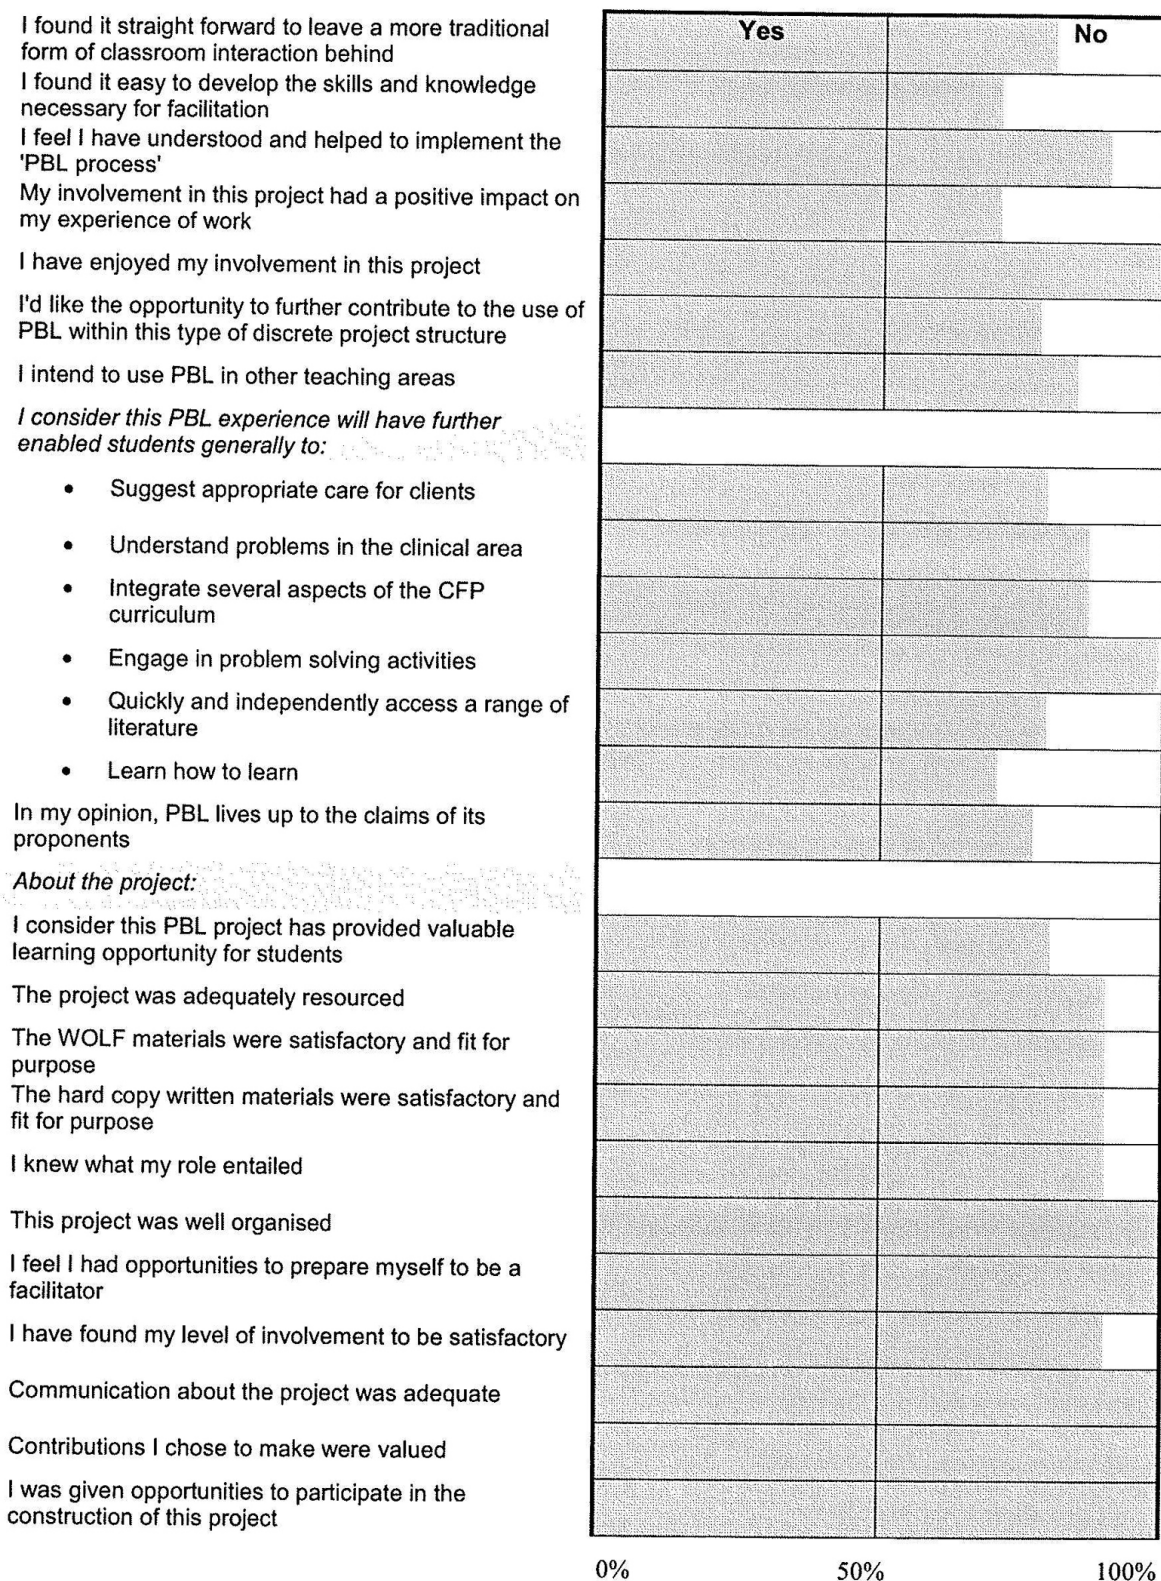 I found it straight forward to leave a more traditional
form of classroom interaction behind
Yes
No
I found it easy to develop the skills and knowledge
necessary for facilitation
I feel I have understood and helped to implement the
'PBL process'
My involvement in this project had a positive impact on
my experience of work
I have enjoyed my involvement in this project
I'd like the opportunity to further contribute to the use of
PBL within this type of discrete project structure
I intend to use PBL in other teaching areas
I consider this PBL experience will have further
enabled students generally to:
• Suggest appropriate care for clients
• Understand problems in the clinical area
• Integrate several aspects of the CFP
curriculum
• Engage in problem solving activities
• Quickly and independently access a range of
literature
• Learn how to learn
In my opinion, PBL lives up to the claims of its
proponents
About the project:
I consider this PBL project has provided valuable
learning opportunity for students
The project was adequately resourced
The WOLF materials were satisfactory and fit for
purpose
The hard copy written materials were satisfactory and
fit for purpose
I knew what my role entailed
This project was well organised
I feel I had opportunities to prepare myself to be a
facilitator
I have found my level of involvement to be satisfactory
Communication about the project was adequate
Contributions I chose to make were valued
I was given opportunities to participate in the
construction of this project
0% 50% 100%